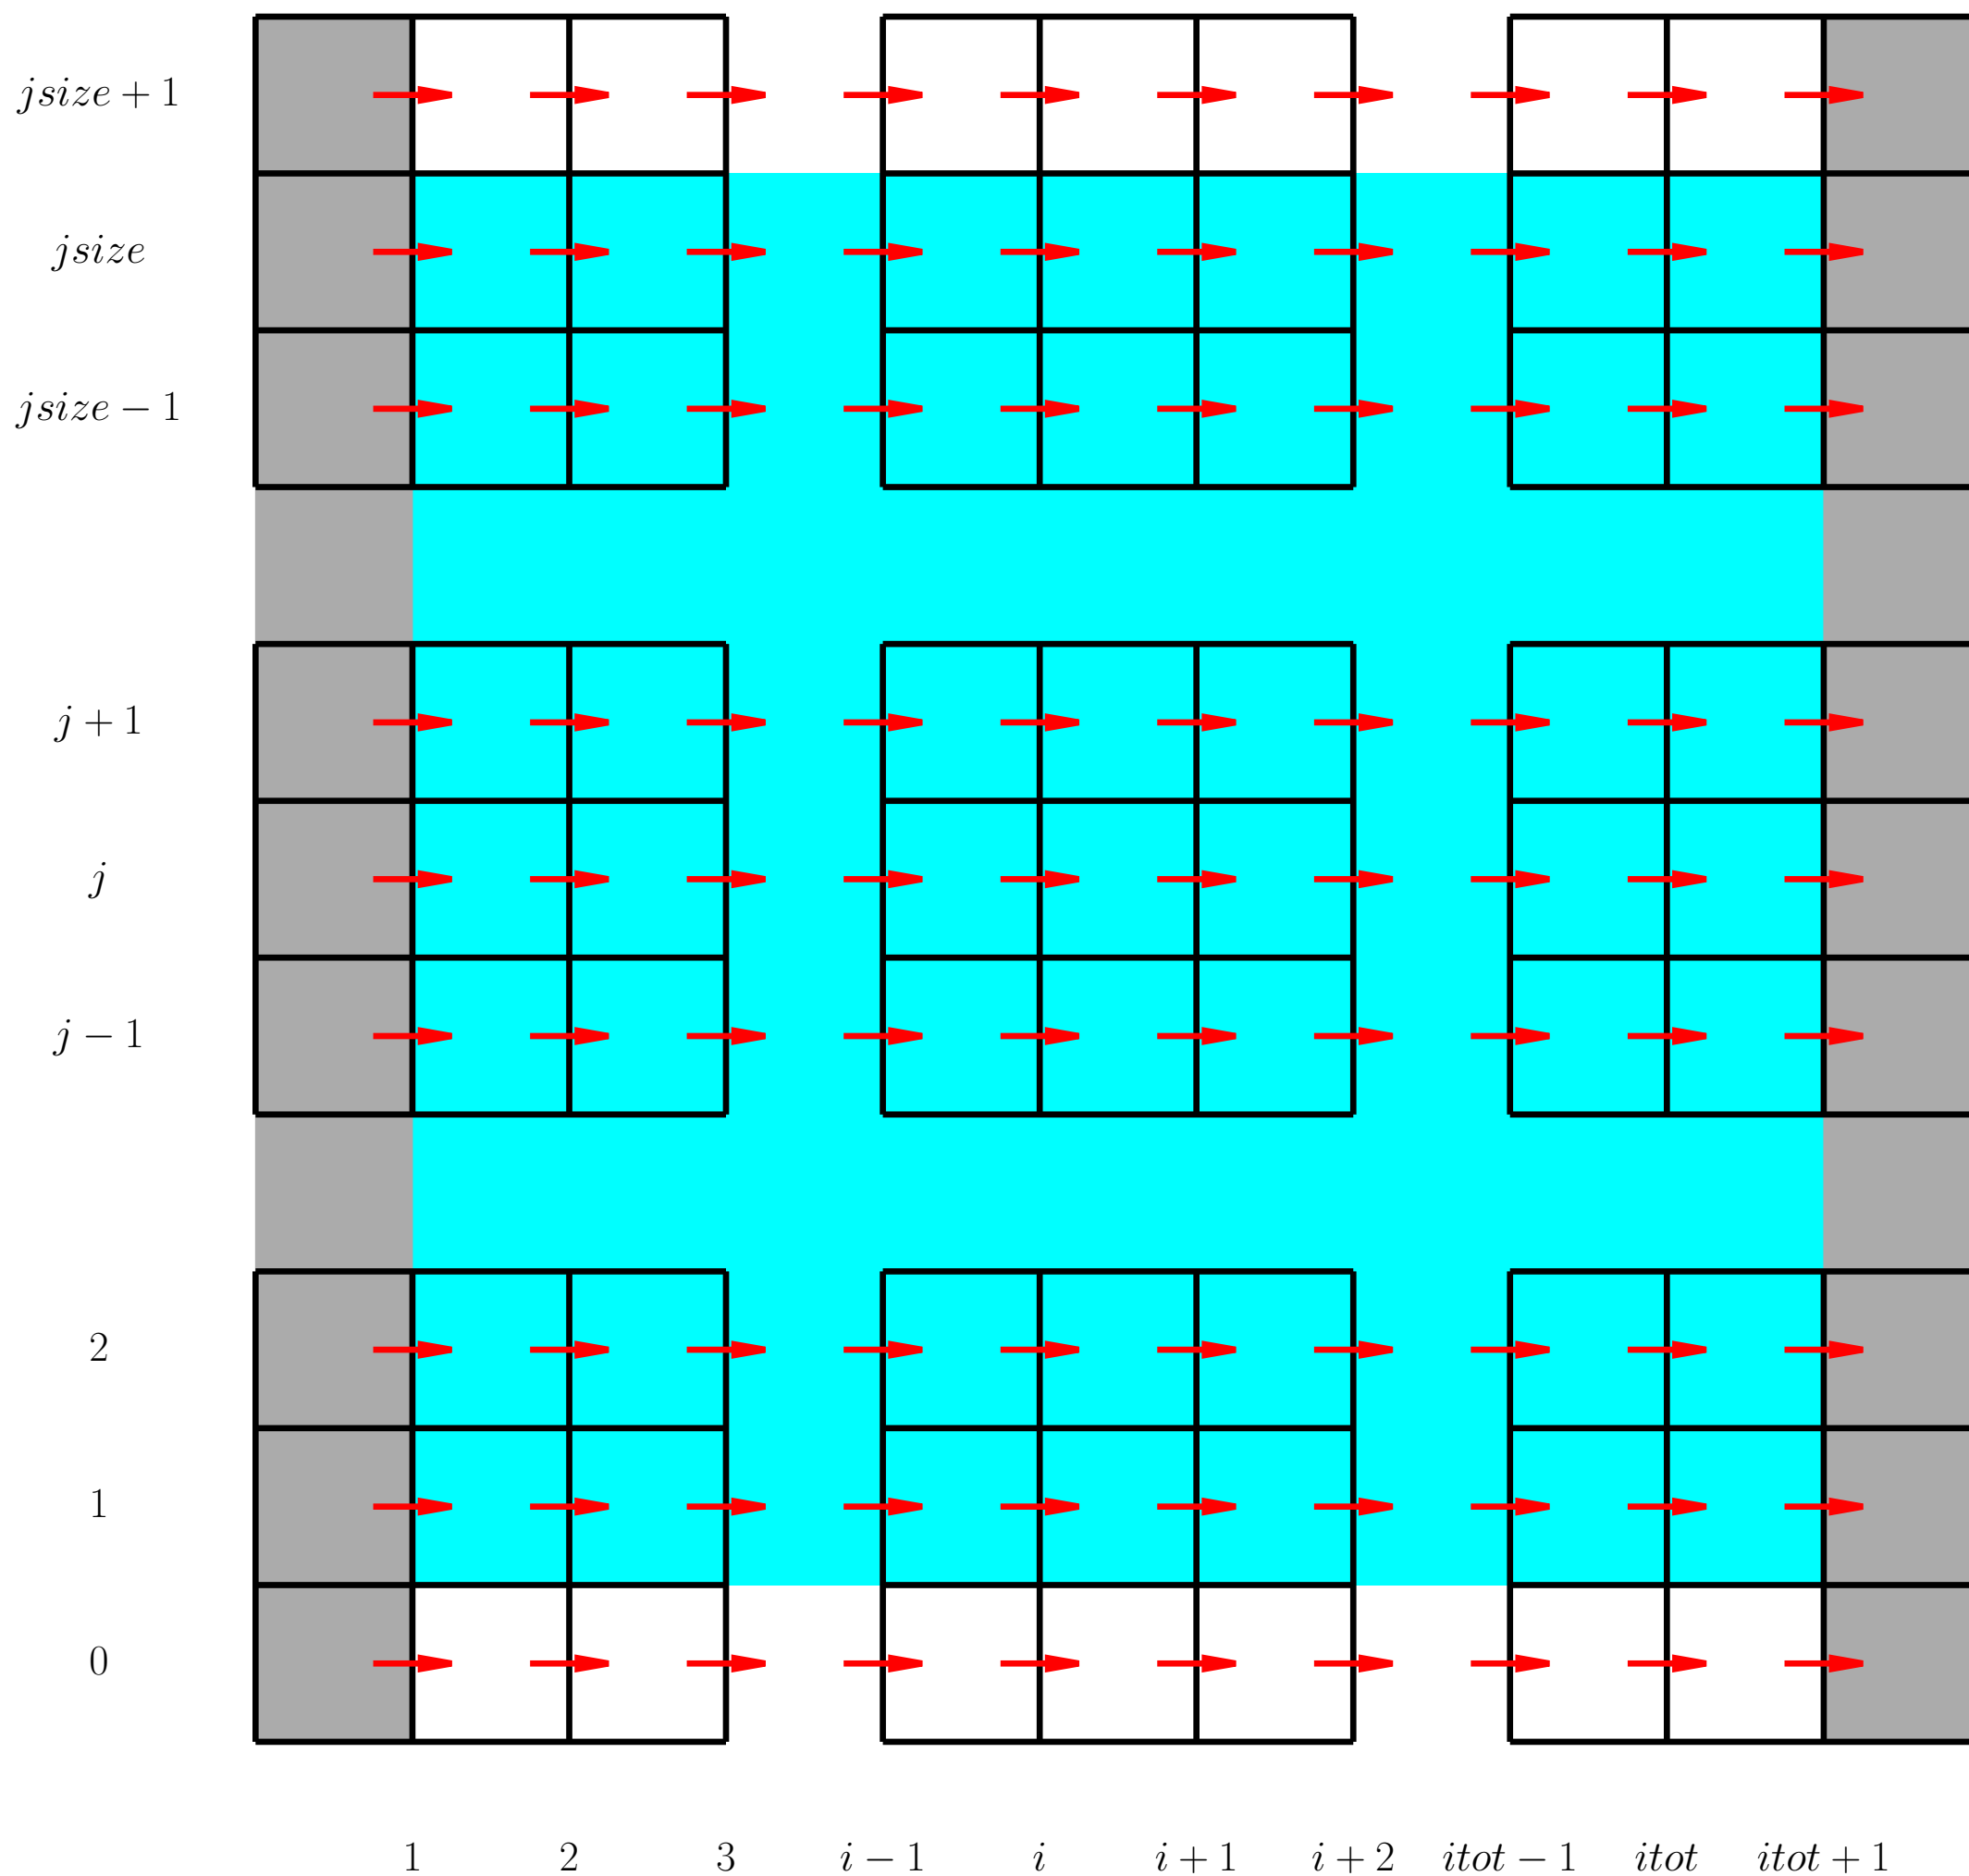 jsize + 1
jsize
jsize − 1
j + 1
j
j − 1
2
1
0
1 2 3 i − 1 i i + 1 i + 2 itot − 1 itot itot + 1